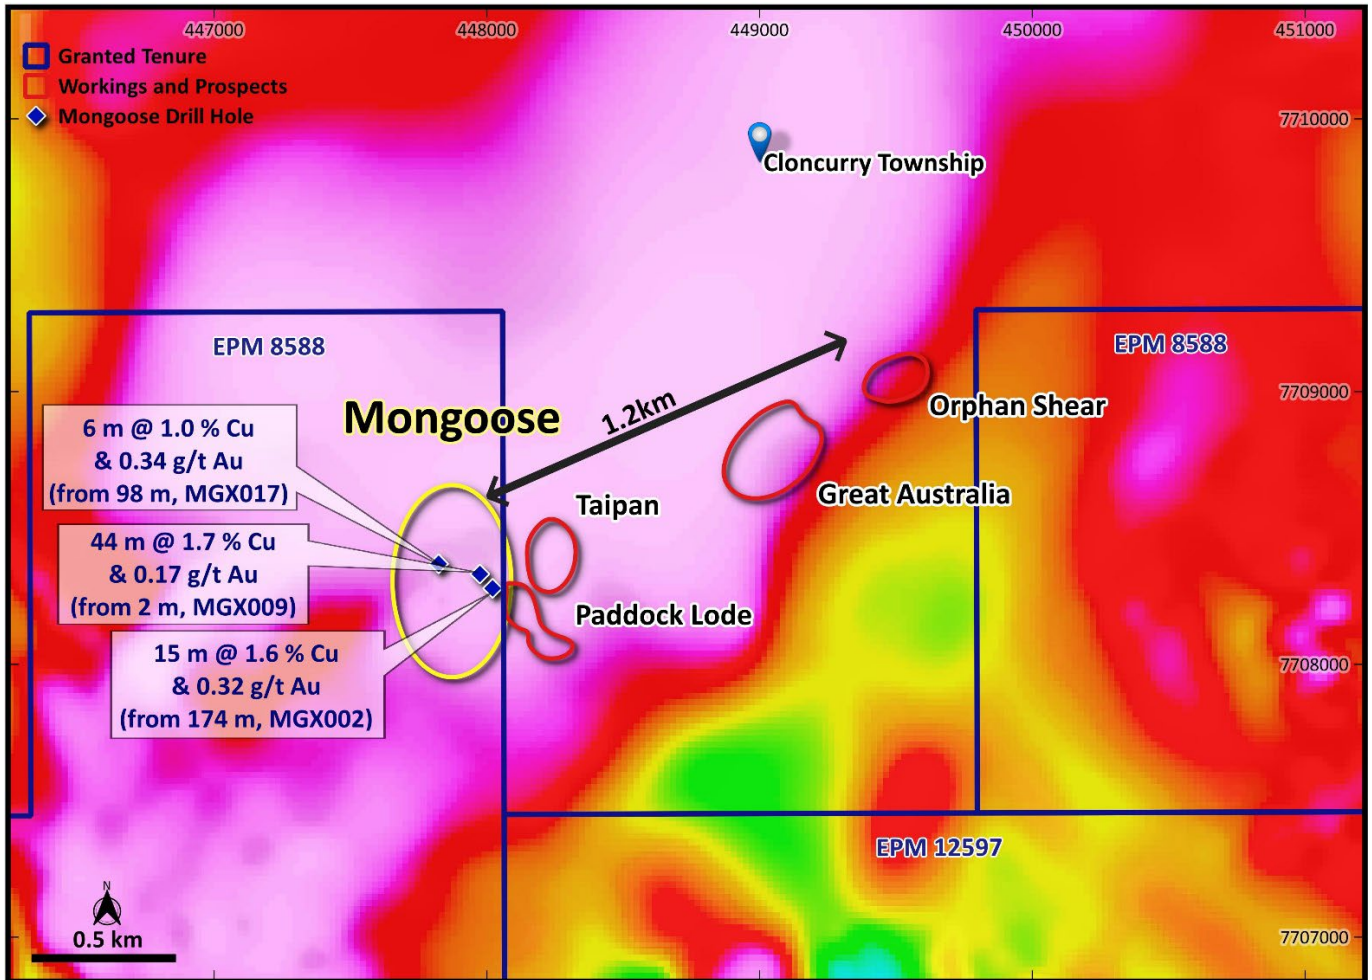 447000
448000
449000
450000
451000
Granted Tenure
Workings and Prospects
Mongoose Drill Hole
7710000
Cloncurry Township
EPM 8588
EPM 8588
7709000
1.2km
Mongoose
Orphan Shear
6 m @ 1.0 % Cu
& 0.34 g/t Au
(from 98 m, MGX017)
Great Australia
Taipan
44 m @ 1.7 % Cu
& 0.17 g/t Au
(from 2 m, MGX009)
Paddock Lode
15 m @ 1.6 % Cu
& 0.32 g/t Au
(from 174 m, MGX002)
7708000
EPM 12597
N
0.5 km
7707000